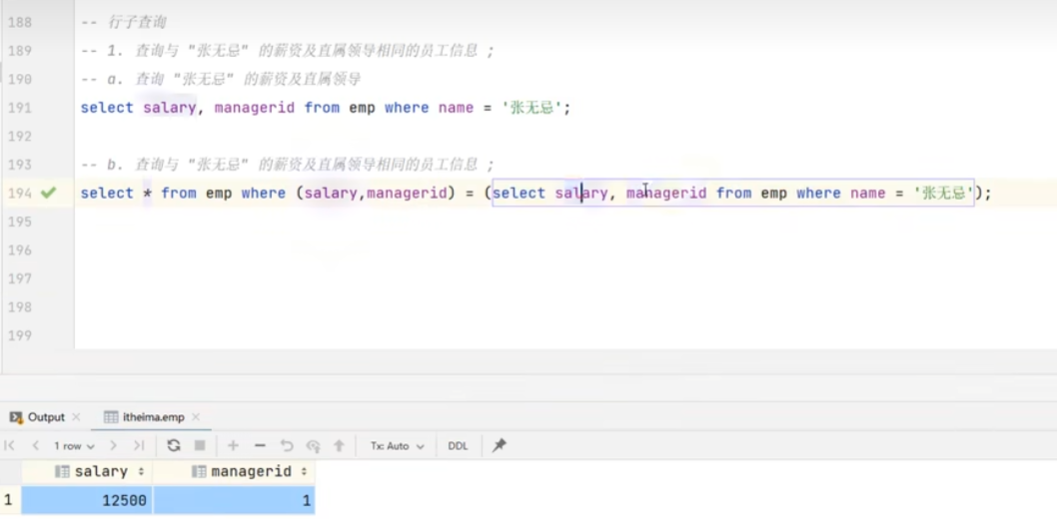 188 -- 行子查询
189 -- 1. 查询与 "张无忌" 的薪资及直属领导相同的员工信息 ;
190 -- a. 查询 "张无忌" 的薪资及直属领导
191 select salary, managerid from emp where name = '张无忌';
192
193 -- b. 查询与 "张无忌" 的薪资及直属领导相同的员工信息 ;
194 select * from emp where (salary,managerid) = (select salary, managerid from emp where name = '张无忌');
195
196
197
198
199
Output itheima.emp
1 row Tx: Auto DDL
salary managerid
1 12500 1